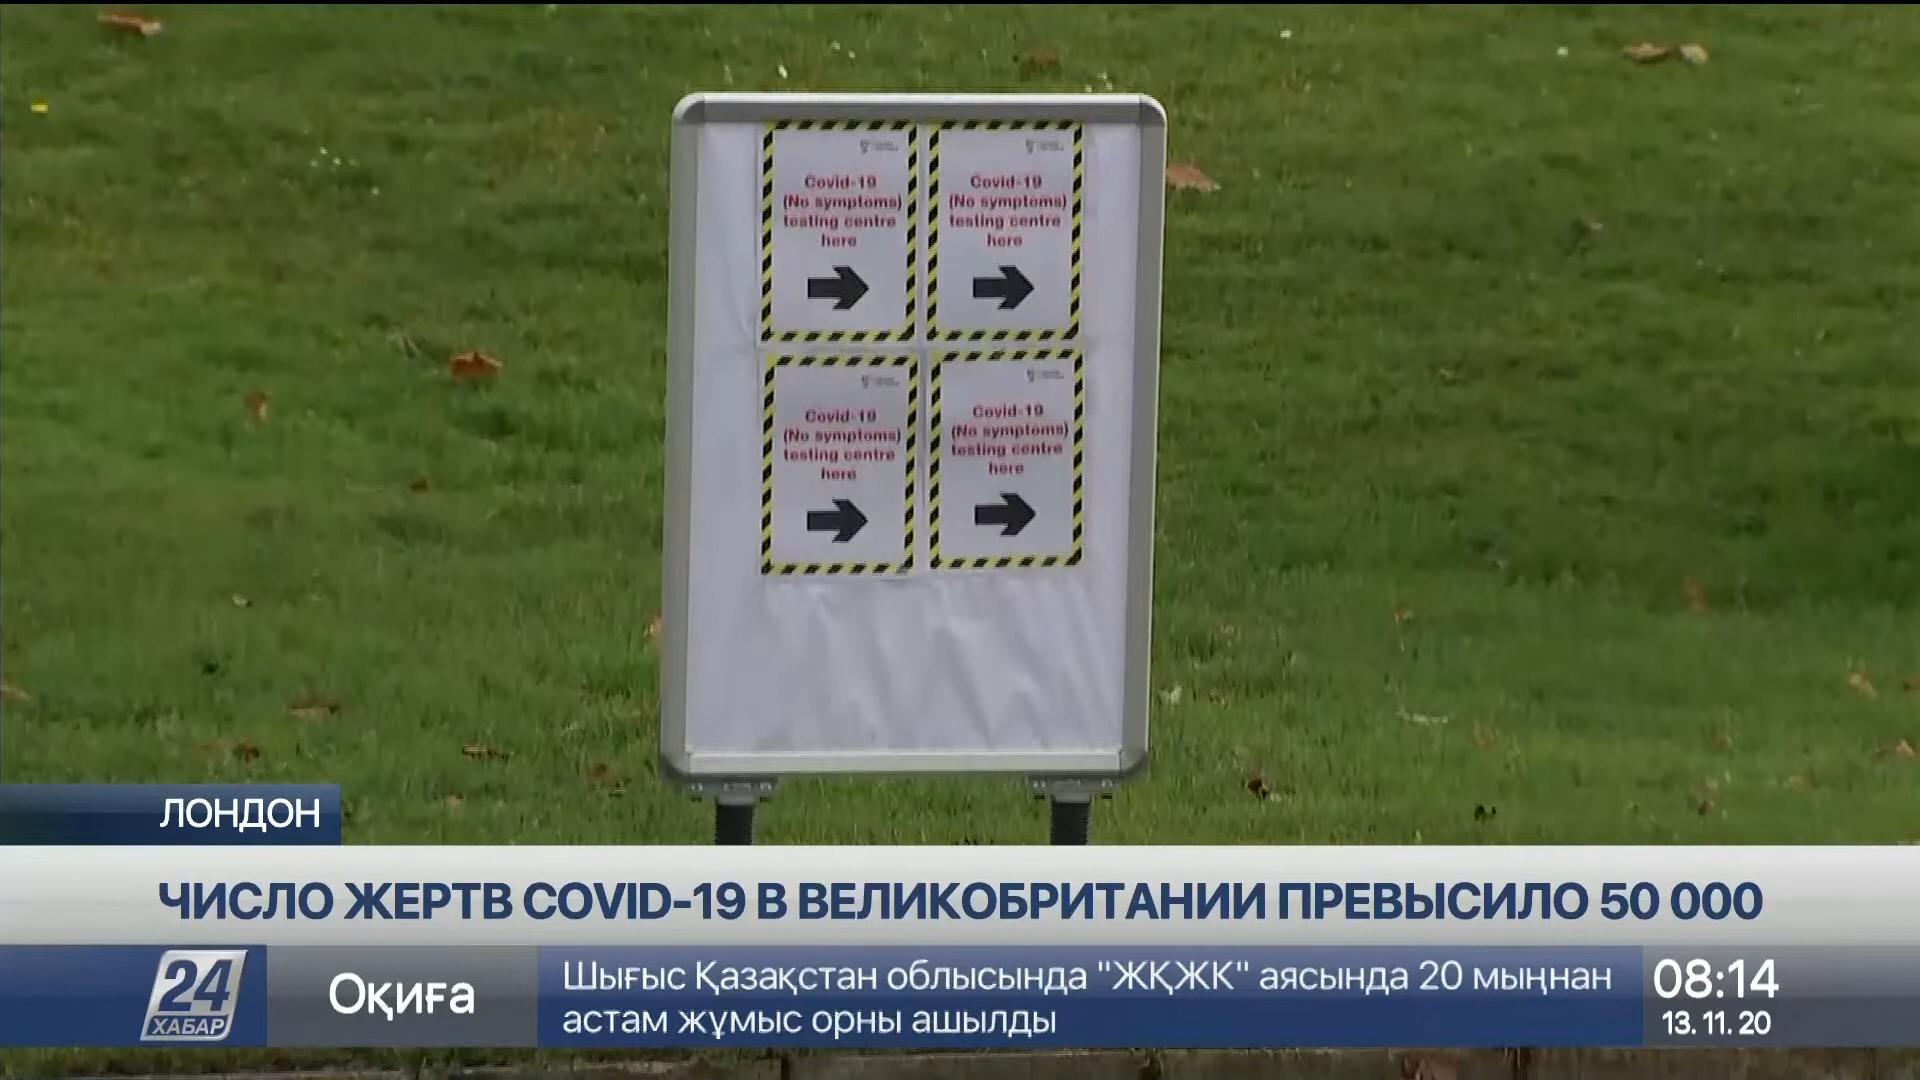 Covid-19
(No symptoms)
testing centre
here
Covid-19
(No symptoms)
testing centre
here
Covid-19
(No symptoms)
testing centre
here
Covid-19
(No symptoms)
testing centre
here
ЛОНДОН
ЧИСЛО ЖЕРТВ COVID-19 В ВЕЛИКОБРИТАНИИ ПРЕВЫСИЛО 50 000
24
ХАБАР
Оқиға
Шығыс Қазақстан облысында "ЖҚЖК" аясында 20 мыңнан
астам жұмыс орны ашылды
08:14
13. 11. 20